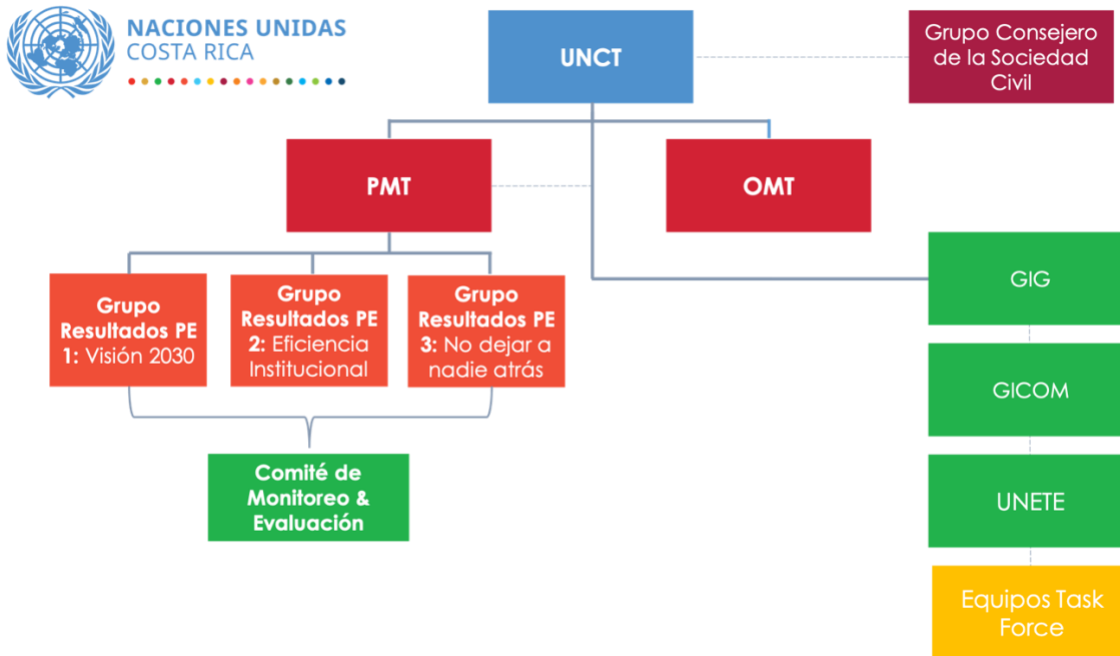 NACIONES UNIDAS
COSTA RICA
UNCT
Grupo Consejero
de la Sociedad
Civil
PMT
OMT
GIG
Grupo
Resultados PE
1: Visión 2030
Grupo
Resultados PE
2: Eficiencia
Institucional
Grupo
Resultados PE
3: No dejar a
nadie atrás
GICOM
Comité de
Monitoreo &
Evaluación
UNETE
Equipos Task
Force